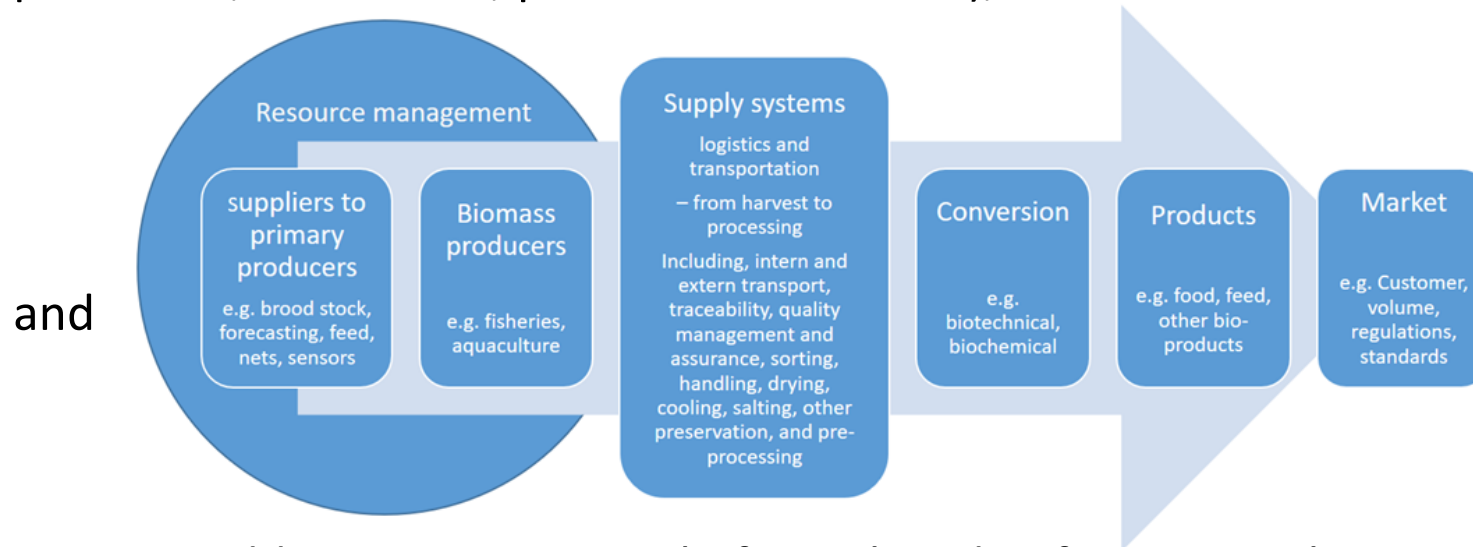 and
Resource management
suppliers to
primary
producers
e.g. brood stock,
forecasting, feed,
nets, sensors
Biomass
producers
e.g. fisheries,
aquaculture
Supply systems
logistics and
transportation
– from harvest to
processing
Including, intern and
extern transport,
traceability, quality
management and
assurance, sorting,
handling, drying,
cooling, salting, other
preservation, and pre-
processing
Conversion
e.g.
biotechnical,
biochemical
Products
e.g. food, feed,
other bio-
products
Market
e.g. Customer,
volume,
regulations,
standards